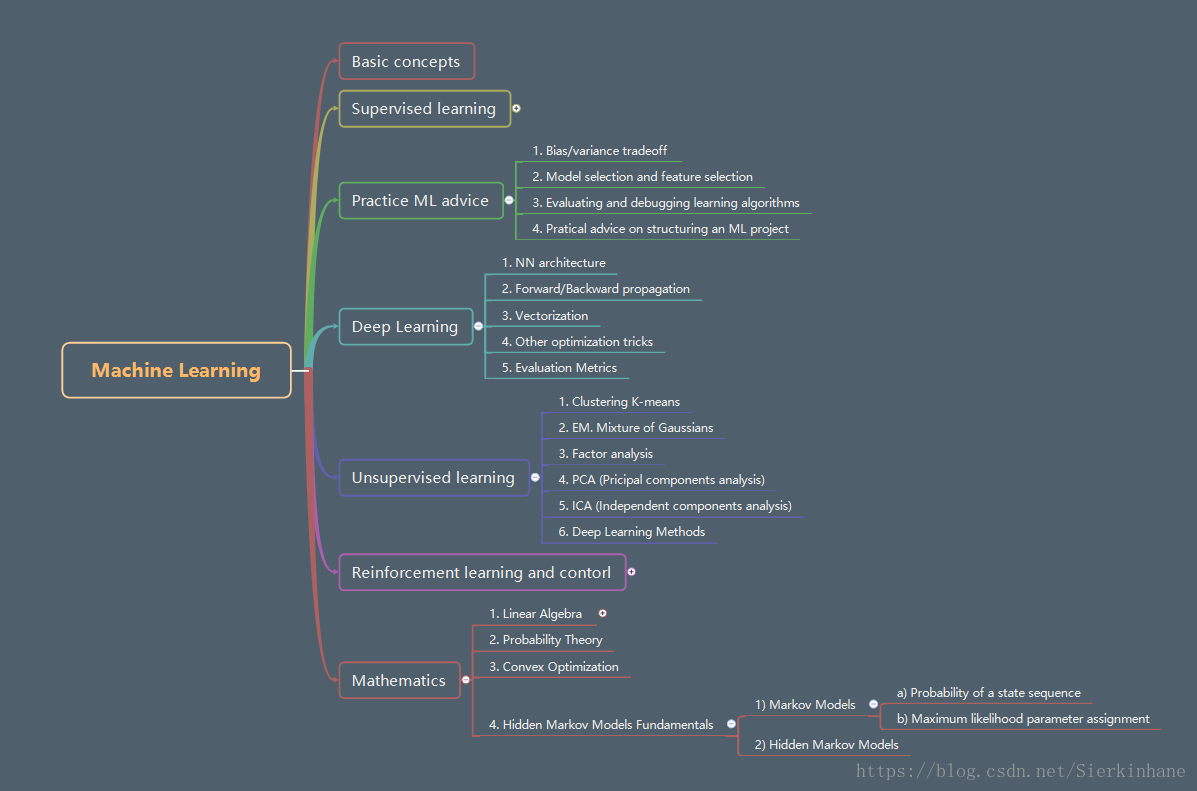 Machine Learning
Basic concepts
Supervised learning
Practice ML advice
1. Bias/variance tradeoff
2. Model selection and feature selection
3. Evaluating and debugging learning algorithms
4. Pratical advice on structuring an ML project
Deep Learning
1. NN architecture
2. Forward/Backward propagation
3. Vectorization
4. Other optimization tricks
5. Evaluation Metrics
Unsupervised learning
1. Clustering K-means
2. EM. Mixture of Gaussians
3. Factor analysis
4. PCA (Pricipal components analysis)
5. ICA (Independent components analysis)
6. Deep Learning Methods
Reinforcement learning and contorl
Mathematics
1. Linear Algebra
2. Probability Theory
3. Convex Optimization
4. Hidden Markov Models Fundamentals
1) Markov Models
a) Probability of a state sequence
b) Maximum likelihood parameter assignment
2) Hidden Markov Models
https://blog.csdn.net/Sierkinhane